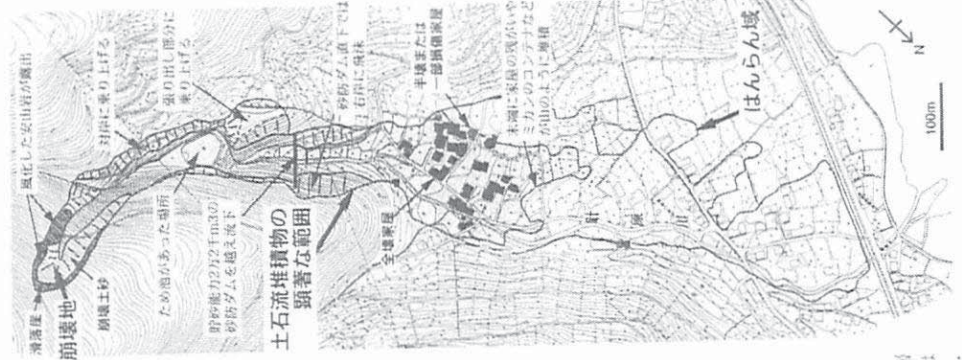 滑落崖
崩壊地
崩壊土砂
風化した安山岩が露出
対岸に乗り上げる
張り出し部分に
乗り上げる
ため池があった場所
貯砂能力2万2千m3の
砂防ダムを越え流下
土石流堆積物の
顕著な範囲
砂防ダム直下では
右岸に飛沫
半壊または
一部損傷家屋
全壊家屋
末端に家屋の残がいや
ミカンのコンテナなど
が山のように堆積
はんらん域
針
原
川
N
100m